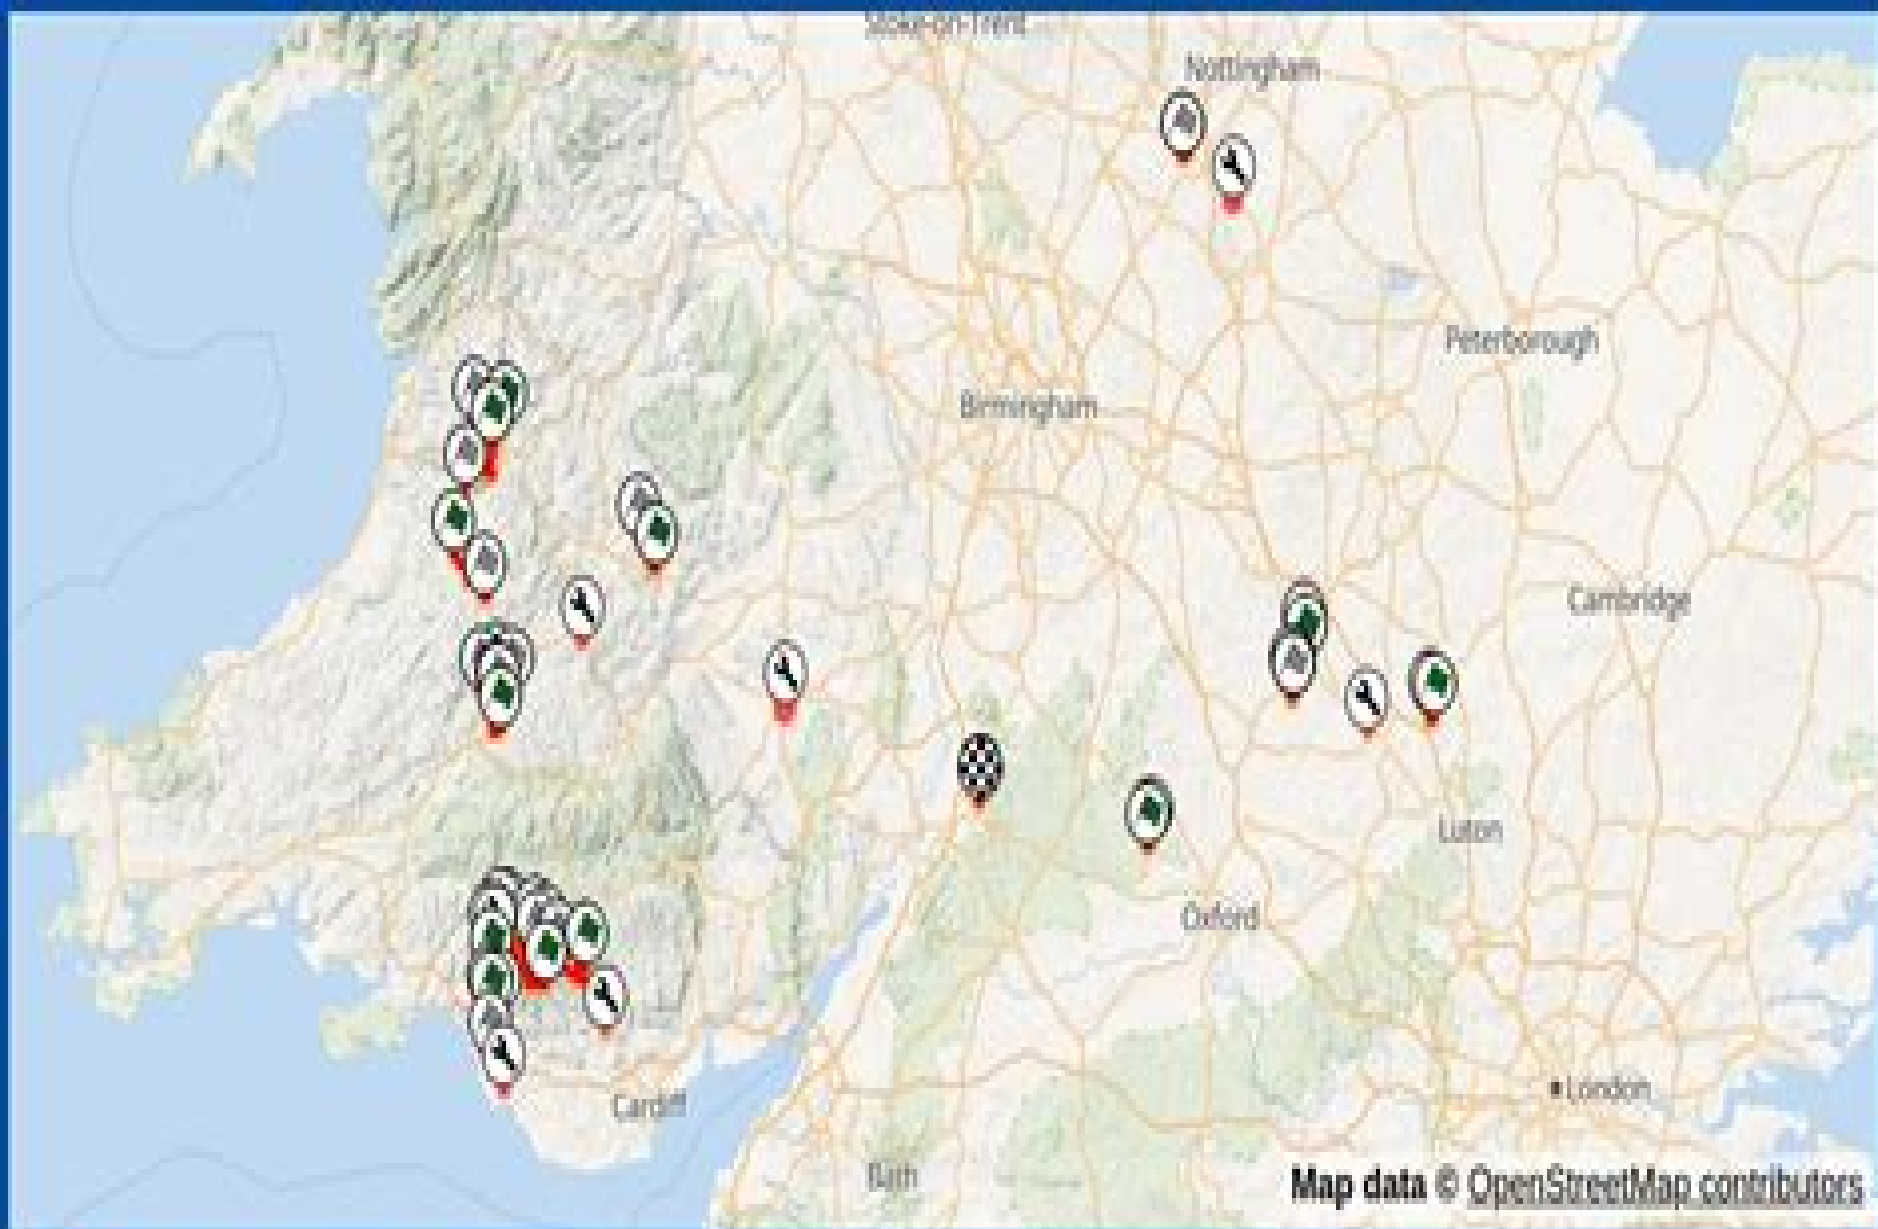 Stoke-on-Trent
Nottingham
Peterborough
Birmingham
Cambridge
Luton
Oxford
London
Cardiff
Bath
Map data © OpenStreetMap contributors